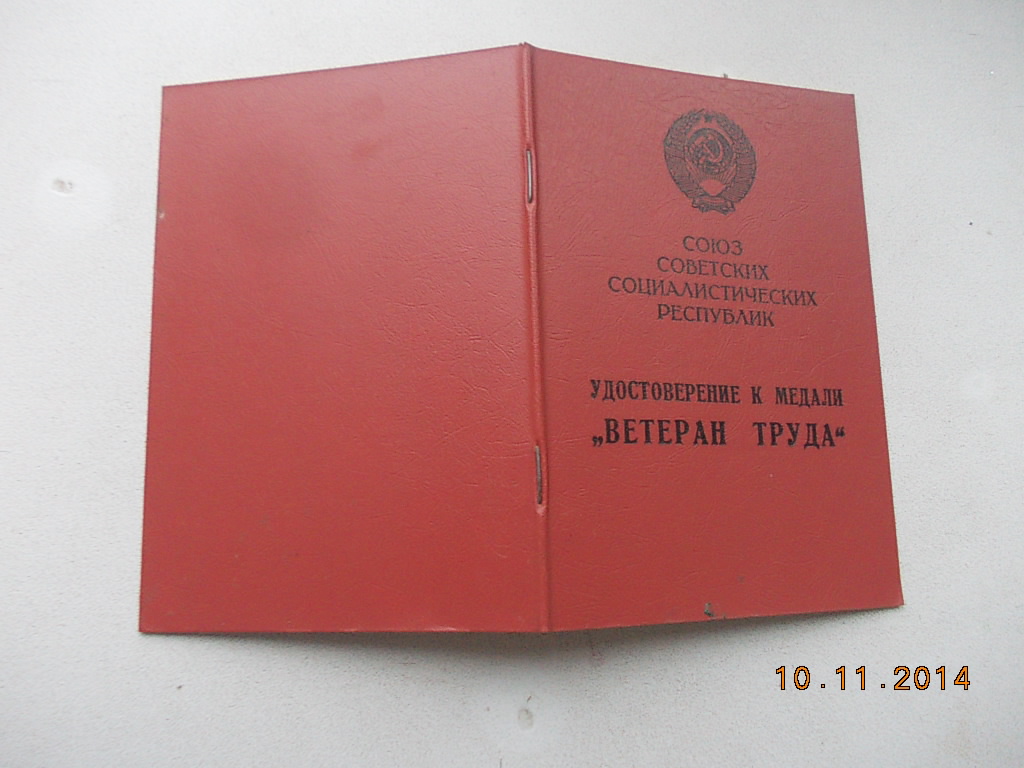 СОЮЗ
СОВЕТСКИХ
СОЦИАЛИСТИЧЕСКИХ
РЕСПУБЛИК
УДОСТОВЕРЕНИЕ К МЕДАЛИ
„ВЕТЕРАН ТРУДА“
10.11.2014